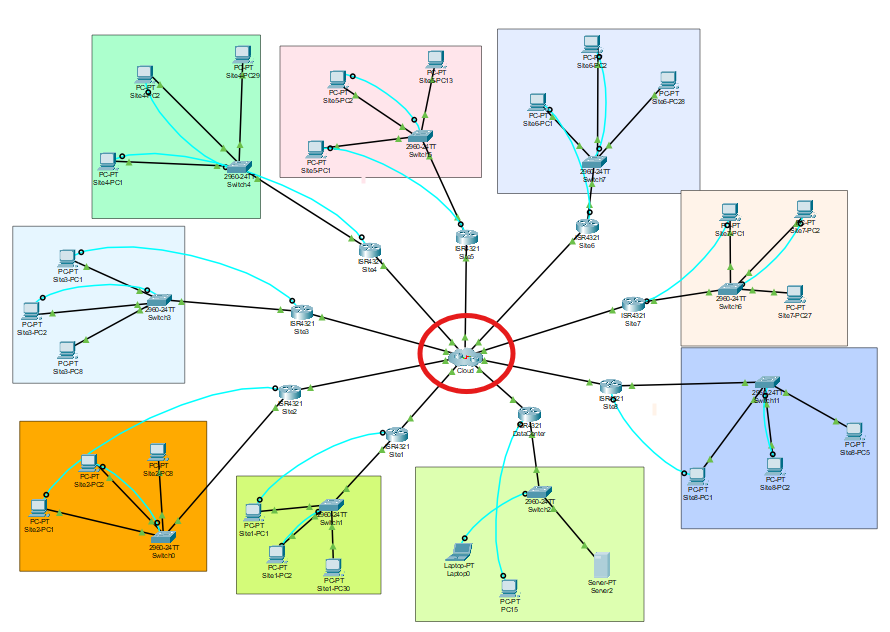 PC-PT
Site4-PC29
PC-PT
Site4-PC2
PC-PT
Site4-PC1
2960-24TT
Switch4
PC-PT
Site5-PC13
PC-PT
Site5-PC2
PC-PT
Site5-PC1
2960-24TT
Switch5
PC-PT
Site6-PC2
PC-PT
Site6-PC28
PC-PT
Site6-PC1
2960-24TT
Switch7
PC-PT
Site7-PC1
PC-PT
Site7-PC2
2960-24TT
Switch6
PC-PT
Site7-PC27
ISR4321
Site4
ISR4321
Site5
ISR4321
Site6
ISR4321
Site7
PC-PT
Site3-PC1
PC-PT
Site3-PC2
PC-PT
Site3-PC8
2960-24TT
Switch3
ISR4321
Site3
Cloud
ISR4321
Site2
ISR4321
Site1
ISR4321
DataCenter
ISR4321
Site8
2960-24TT
Switch11
PC-PT
Site8-PC5
PC-PT
Site8-PC2
PC-PT
Site8-PC1
PC-PT
Site2-PC2
PC-PT
Site2-PC8
PC-PT
Site2-PC1
2960-24TT
Switch0
PC-PT
Site1-PC1
2960-24TT
Switch1
PC-PT
Site1-PC2
PC-PT
Site1-PC30
2960-24TT
Switch2
Laptop-PT
Laptop0
PC-PT
PC15
Server-PT
Server2